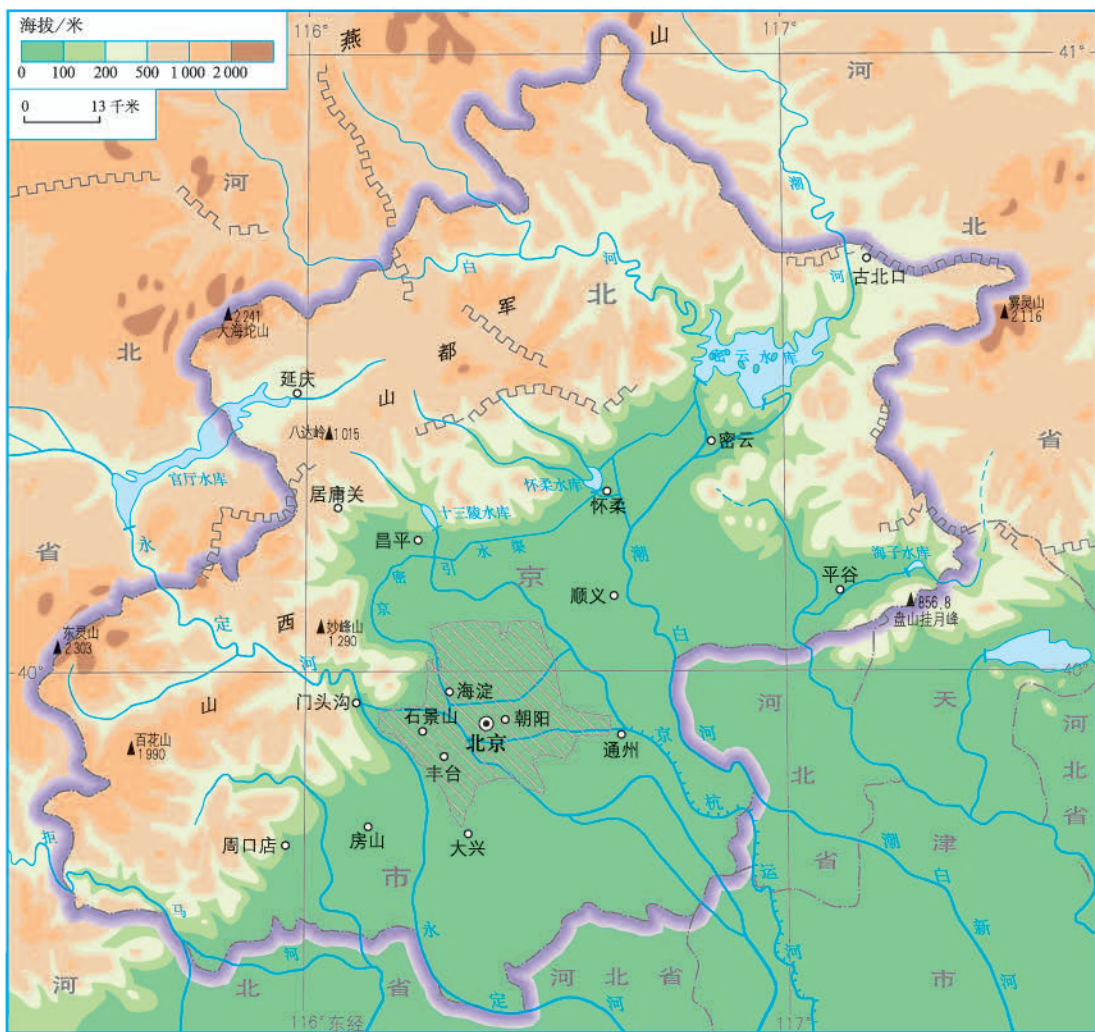 海拔/米
0 100 200 500 1 000 2 000
0 13 千米
116°
117°
41°
燕
山
河
潮
河
白
河
北
军
都
山
河
古北口
北
雾灵山
2 116
2 241
大海坨山
北
密云水库
延庆
八达岭 1 015
密云
省
官厅水库
居庸关
怀柔水库
怀柔
十三陵水库
昌平
省
永
水
渠
引
密
京
京
潮
海子水库
平谷
顺义
856.8
盘山挂月峰
定
西
妙峰山
1 290
东灵山
2 303
白
40°
40°
河
山
门头沟
海淀
石景山
朝阳
北京
丰台
通州
京
河
杭
河
北
省
天
津
市
河
北
省
百花山
1 990
拒
周口店
房山
大兴
运
潮
白
新
河
市
马
河
永
定
河
河
河
北
省
河北省
116°东经
117°